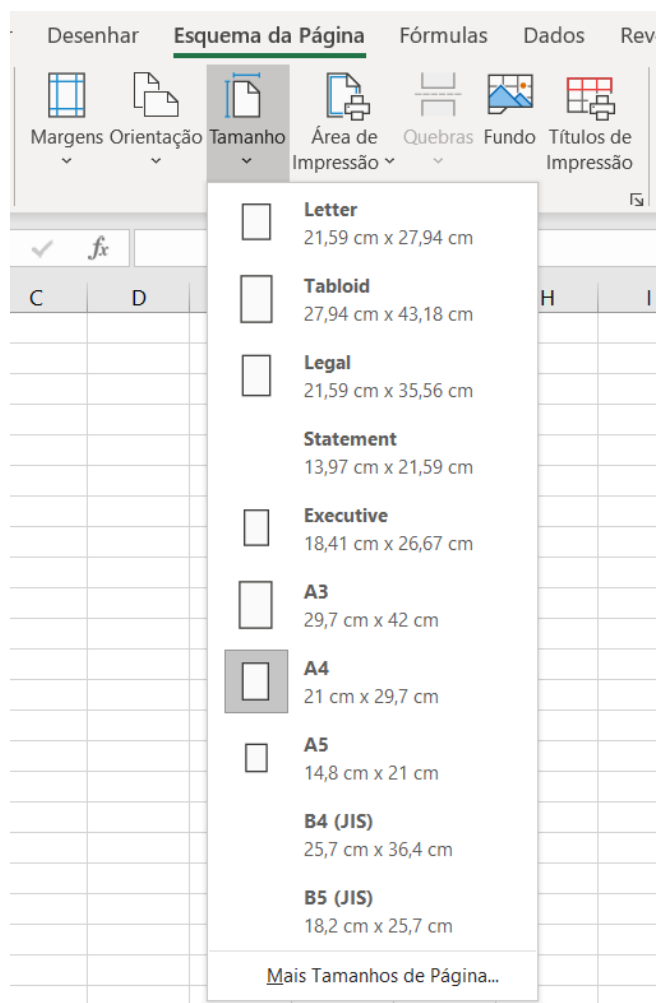 Desenhar Esquema da Página Fórmulas Dados Rev
Margens Orientação Tamanho Área de Impressão Quebras Fundo Títulos de Impressão
fx
C D H I
Letter
21,59 cm x 27,94 cm
Tabloid
27,94 cm x 43,18 cm
Legal
21,59 cm x 35,56 cm
Statement
13,97 cm x 21,59 cm
Executive
18,41 cm x 26,67 cm
A3
29,7 cm x 42 cm
A4
21 cm x 29,7 cm
A5
14,8 cm x 21 cm
B4 (JIS)
25,7 cm x 36,4 cm
B5 (JIS)
18,2 cm x 25,7 cm
Mais Tamanhos de Página...